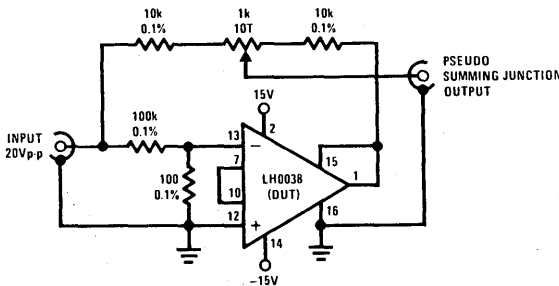 10k
0.1%
1k
10T
10k
0.1%
PSEUDO
SUMMING JUNCTION
OUTPUT
15V
2
INPUT
20Vp-p
100k
0.1%
13
−
7
LH0038
(DUT)
15
1
100
0.1%
10
12
+
16
14
−15V